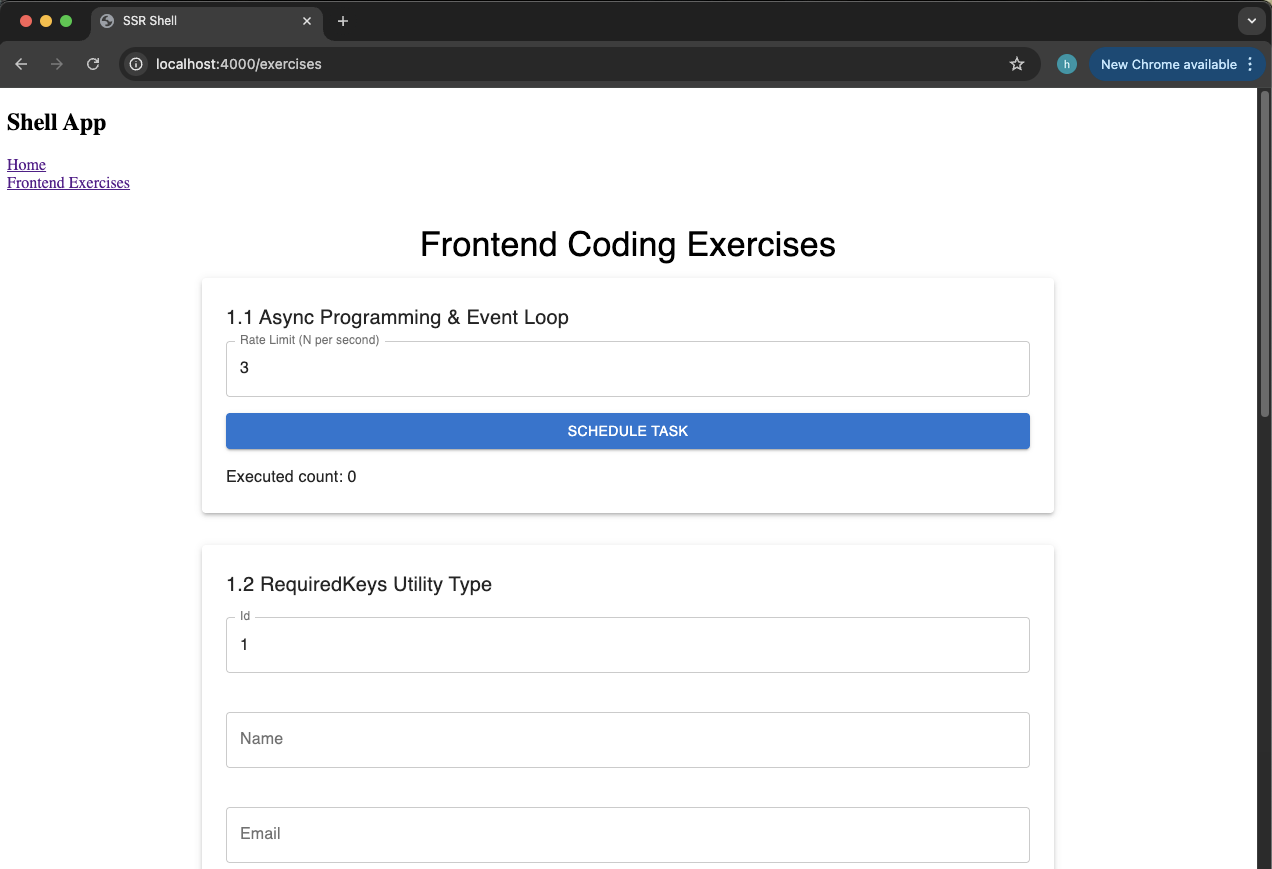 SSR Shell
localhost:4000/exercises
h
New Chrome available
Shell App
Home
Frontend Exercises
Frontend Coding Exercises
1.1 Async Programming & Event Loop
Rate Limit (N per second)
3
SCHEDULE TASK
Executed count: 0
1.2 RequiredKeys Utility Type
Id
1
Name
Email